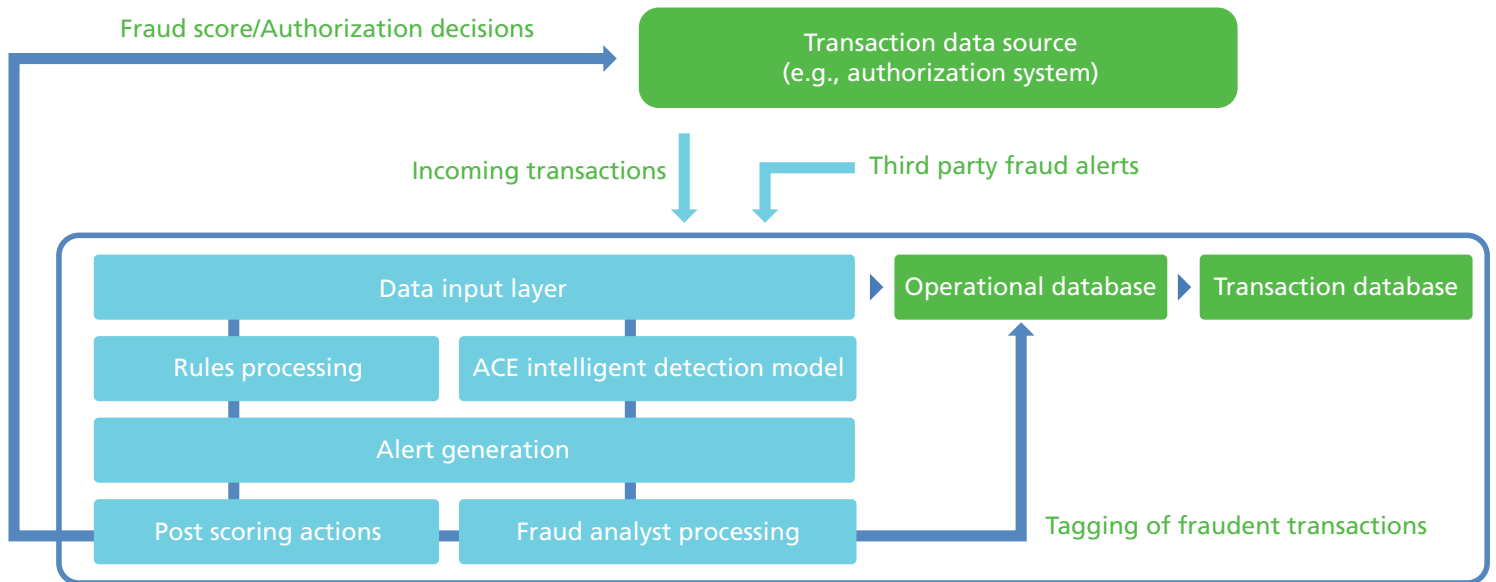 Fraud score/Authorization decisions
Transaction data source
(e.g., authorization system)
Incoming transactions
Third party fraud alerts
Data input layer
Operational database
Transaction database
Rules processing
ACE intelligent detection model
Alert generation
Post scoring actions
Fraud analyst processing
Tagging of fraudent transactions